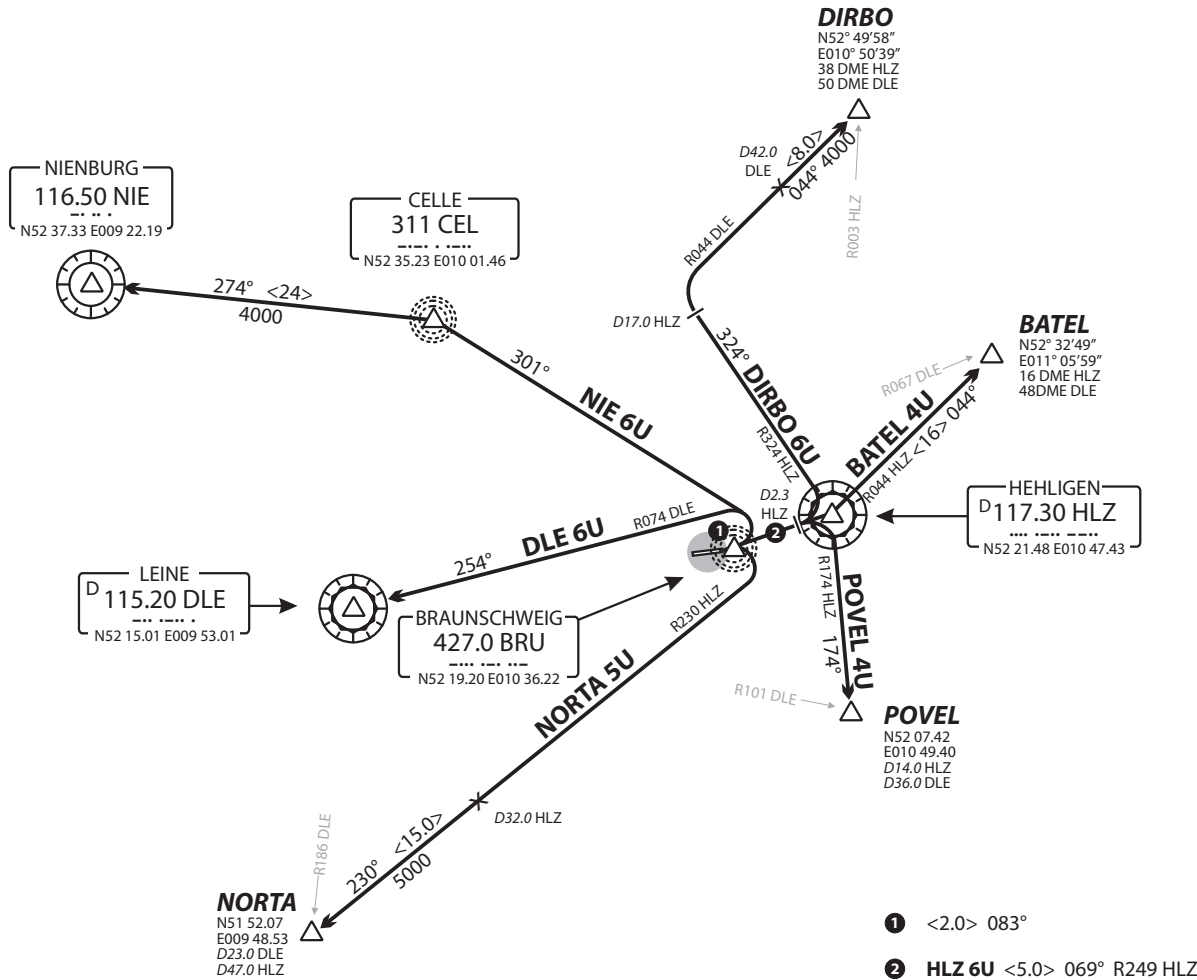 DIRBO
N52° 49’58”
E010° 50’39”
38 DME HLZ
50 DME DLE
D42.0
DLE
<8.0>
044° 4000
R044 DLE
R003 HLZ
NIENBURG
116.50 NIE
N52 37.33 E009 22.19
CELLE
311 CEL
N52 35.23 E010 01.46
274° <24>
4000
D17.0 HLZ
324° DIRBO 6U
R324 HLZ
301°
NIE 6U
BATEL
N52° 32’49”
E011° 05’59”
16 DME HLZ
48DME DLE
R067 DLE
BATEL 4U
R044 HLZ <16> 044°
D2.3
HLZ
HEHLIGEN
D 117.30 HLZ
N52 21.48 E010 47.43
R074 DLE
DLE 6U
254°
1
2
LEINE
D 115.20 DLE
N52 15.01 E009 53.01
BRAUNSCHWEIG
427.0 BRU
N52 19.20 E010 36.22
R230 HLZ
NORTA 5U
R174 HLZ 174°
POVEL 4U
R101 DLE
POVEL
N52 07.42
E010 49.40
D14.0 HLZ
D36.0 DLE
D32.0 HLZ
230° <15.0>
5000
R186 DLE
NORTA
N51 52.07
E009 48.53
D23.0 DLE
D47.0 HLZ
1 <2.0> 083°
2 HLZ 6U <5.0> 069° R249 HLZ